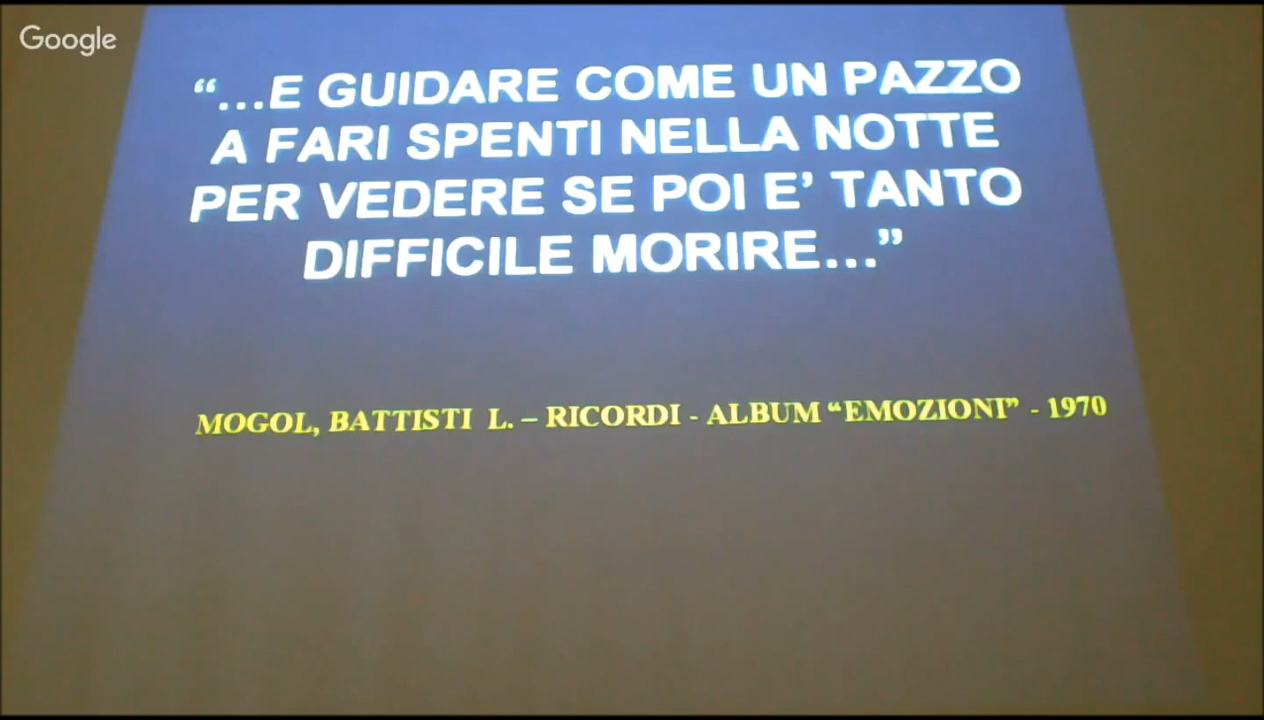 Google
“...E GUIDARE COME UN PAZZO
A FARI SPENTI NELLA NOTTE
PER VEDERE SE POI E’ TANTO
DIFFICILE MORIRE...”
MOGOL, BATTISTI L. – RICORDI - ALBUM “EMOZIONI” - 1970